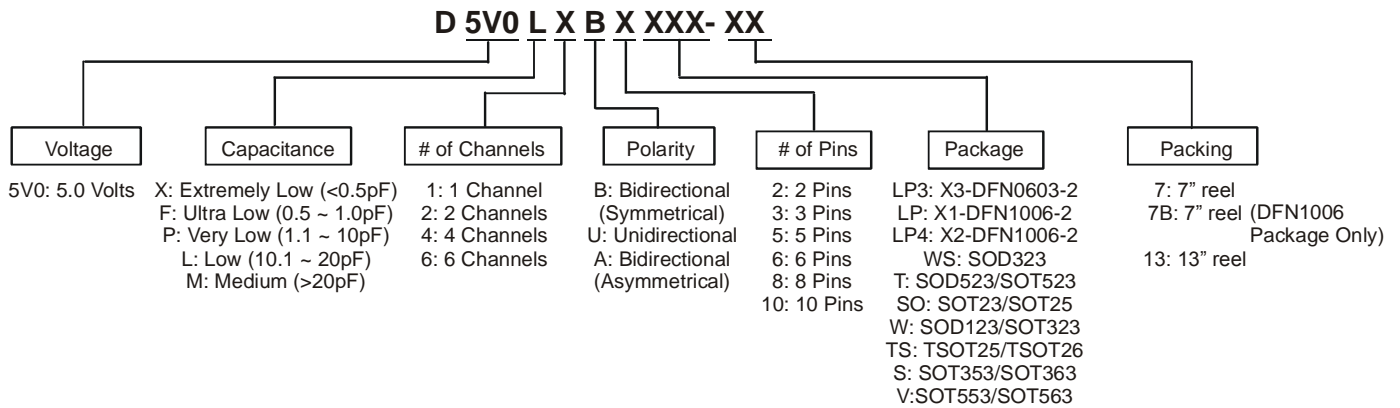 D 5V0 L X B X XXX- XX
Voltage
5V0: 5.0 Volts
Capacitance
X: Extremely Low (<0.5pF)
F: Ultra Low (0.5 ~ 1.0pF)
P: Very Low (1.1 ~ 10pF)
L: Low (10.1 ~ 20pF)
M: Medium (>20pF)
# of Channels
1: 1 Channel
2: 2 Channels
4: 4 Channels
6: 6 Channels
Polarity
B: Bidirectional
(Symmetrical)
U: Unidirectional
A: Bidirectional
(Asymmetrical)
# of Pins
2: 2 Pins
3: 3 Pins
5: 5 Pins
6: 6 Pins
8: 8 Pins
10: 10 Pins
Package
LP3: X3-DFN0603-2
LP: X1-DFN1006-2
LP4: X2-DFN1006-2
WS: SOD323
T: SOD523/SOT523
SO: SOT23/SOT25
W: SOD123/SOT323
TS: TSOT25/TSOT26
S: SOT353/SOT363
V:SOT553/SOT563
Packing
7: 7” reel
7B: 7” reel (DFN1006
Package Only)
13: 13” reel